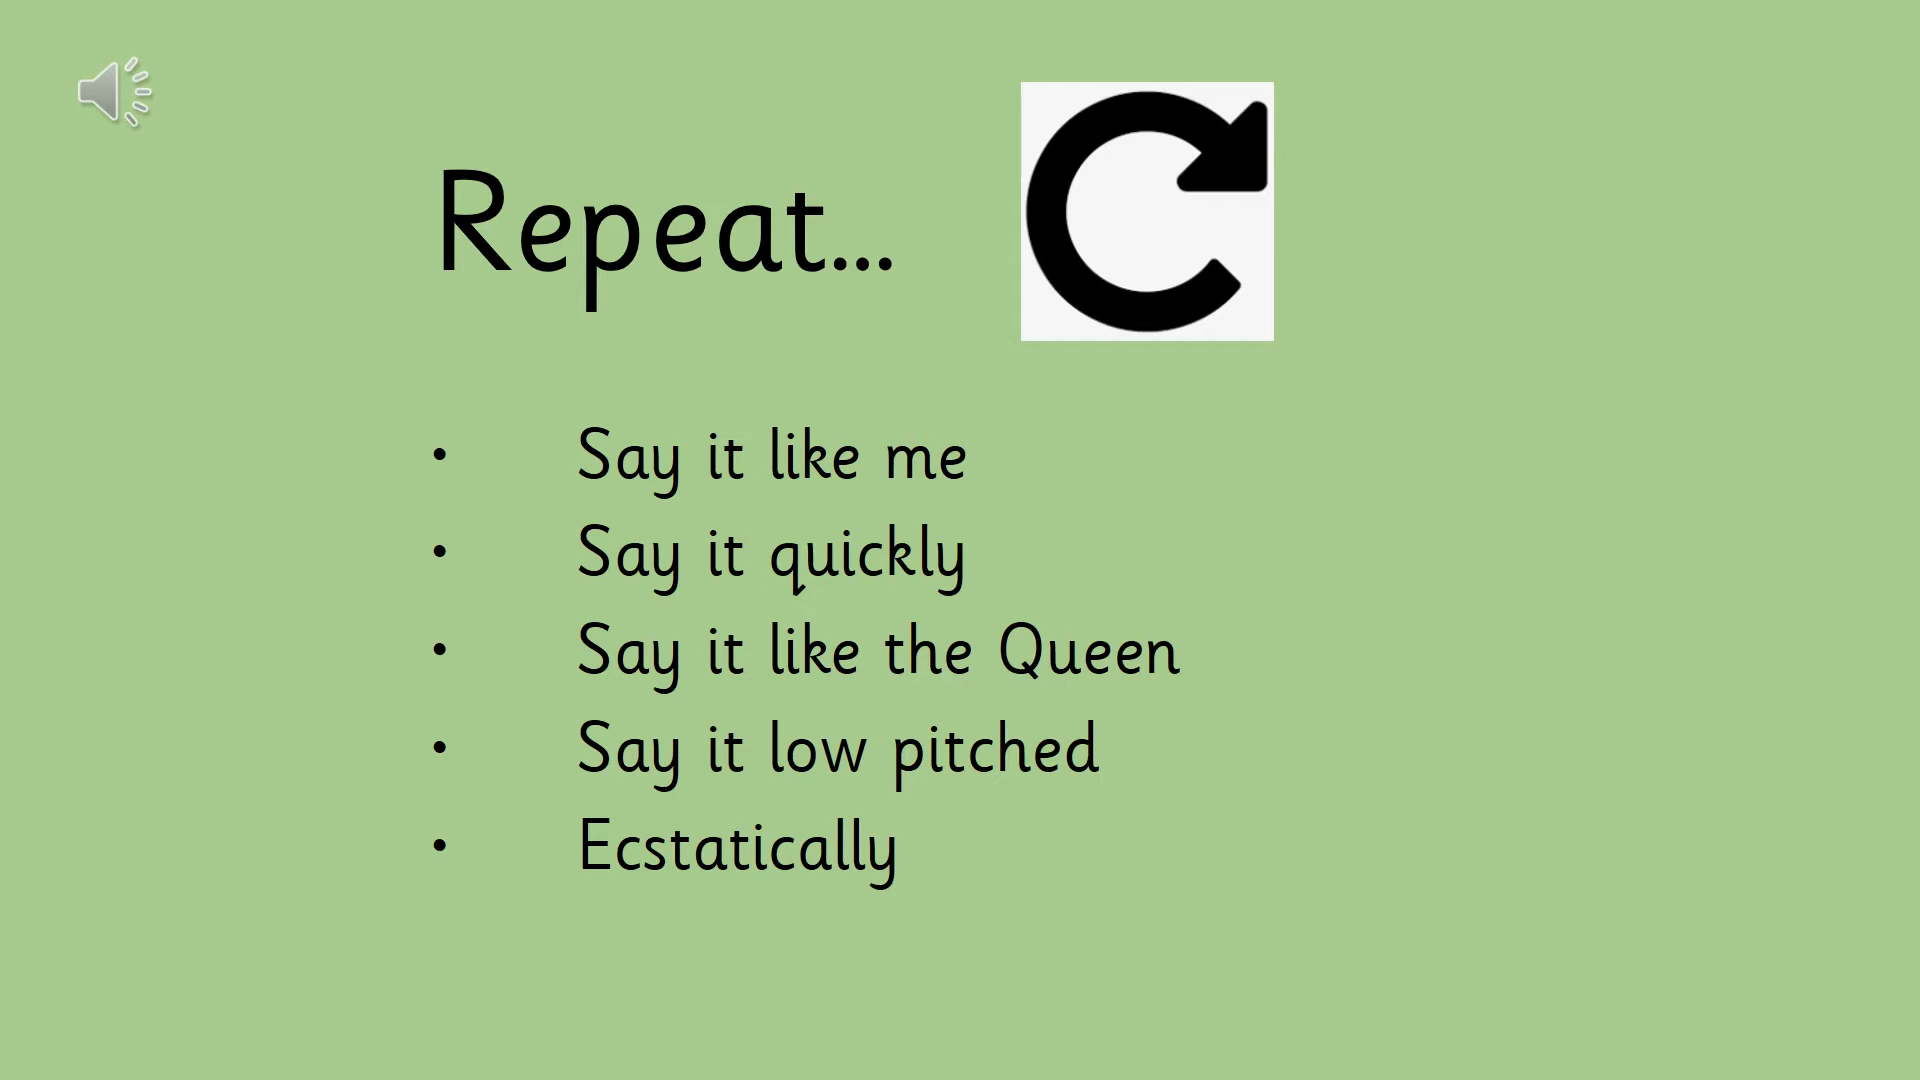 Repeat...
• Say it like me
• Say it quickly
• Say it like the Queen
• Say it low pitched
• Ecstatically